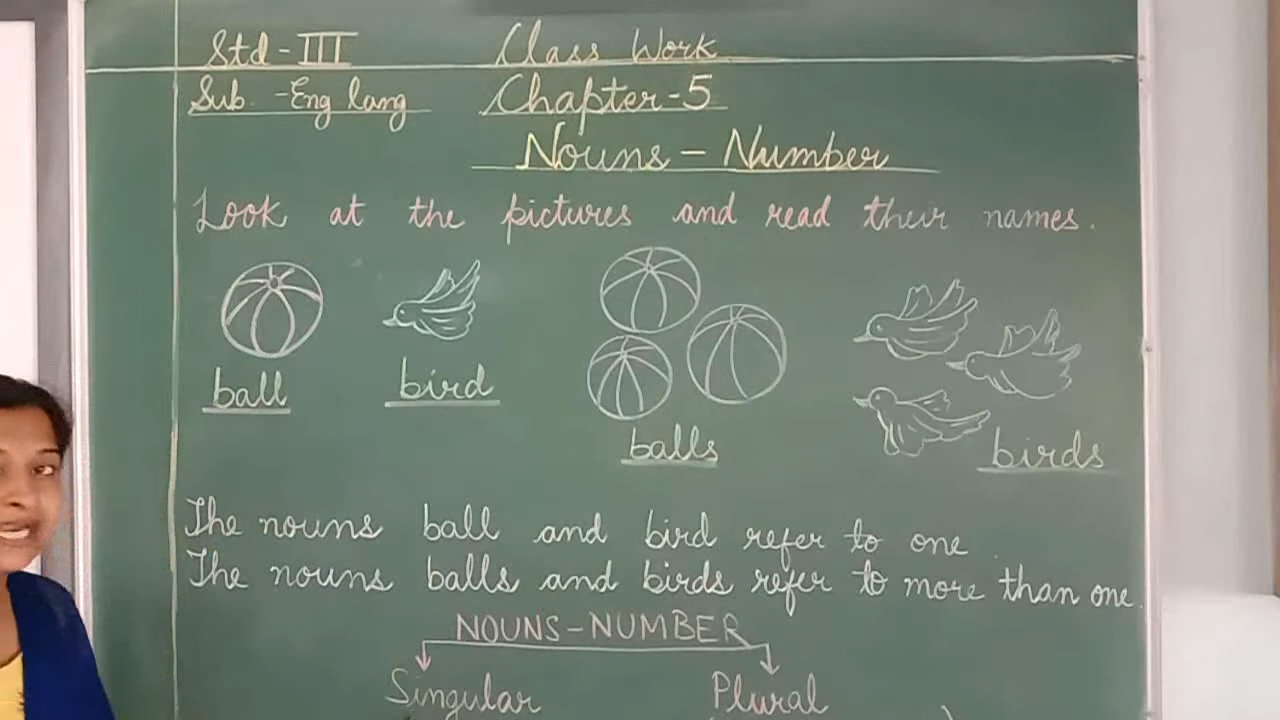 Std-III Class Work
Sub. -Eng lang Chapter-5
Nouns - Number
Look at the pictures and read their names.
ball bird balls birds
The nouns ball and bird refer to one
The nouns balls and birds refer to more than one.
NOUNS-NUMBER
Singular Plural